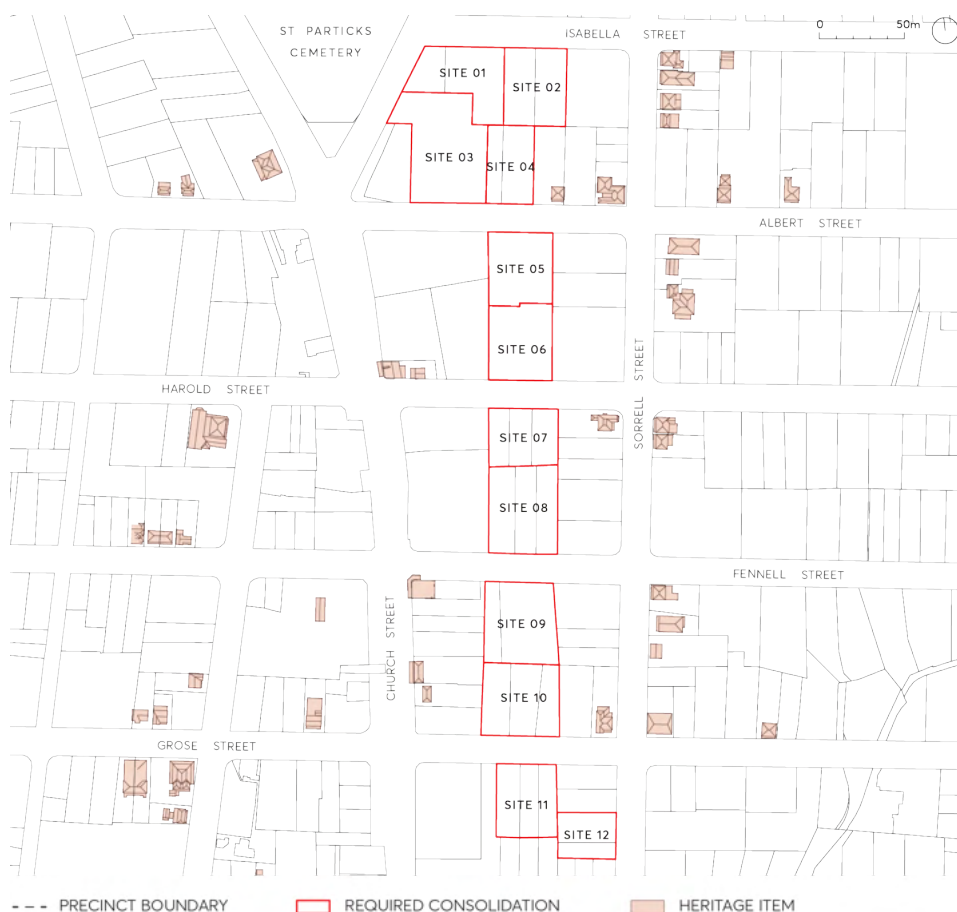 ST PARTICKS
CEMETERY
ISABELLA STREET
0 50m
SITE 01
SITE 02
SITE 03
SITE 04
ALBERT STREET
SITE 05
SITE 06
HAROLD STREET
SORRELL STREET
SITE 07
SITE 08
FENNELL STREET
CHURCH STREET
SITE 09
SITE 10
GROSE STREET
SITE 11
SITE 12
PRECINCT BOUNDARY
REQUIRED CONSOLIDATION
HERITAGE ITEM